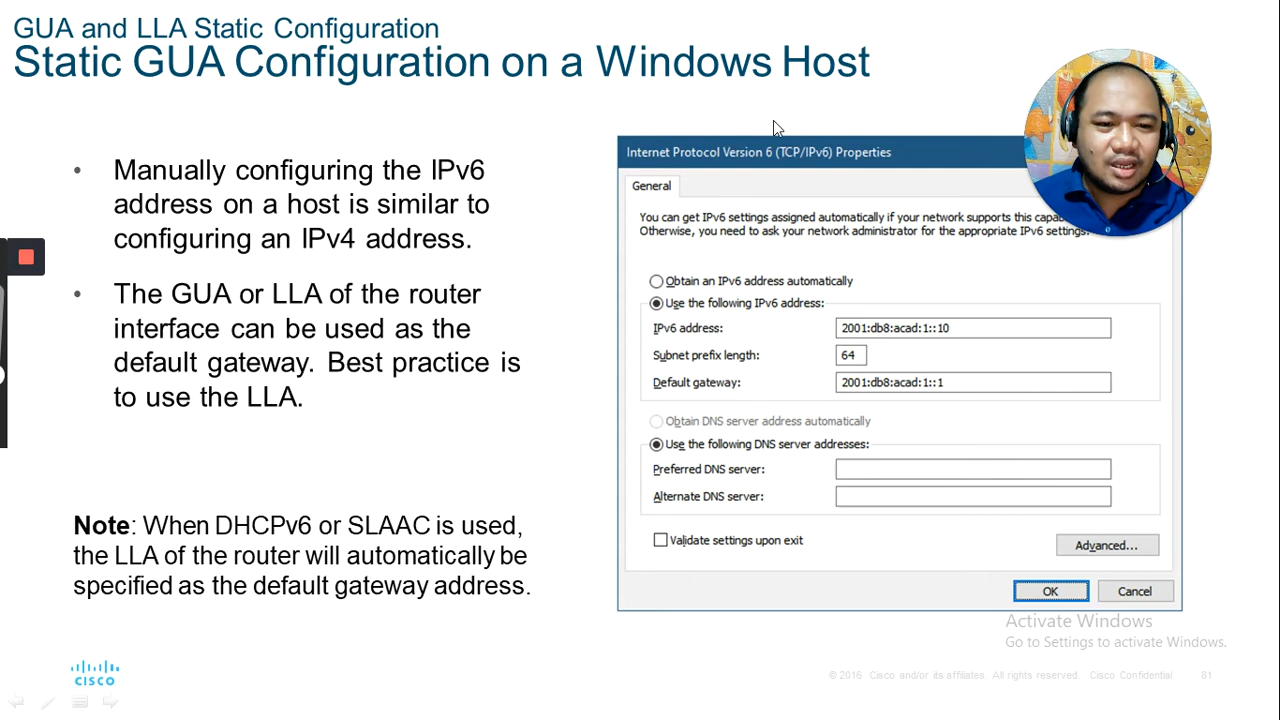 GUA and LLA Static Configuration
Static GUA Configuration on a Windows Host
• Manually configuring the IPv6
address on a host is similar to
configuring an IPv4 address.
• The GUA or LLA of the router
interface can be used as the
default gateway. Best practice is
to use the LLA.
Note: When DHCPv6 or SLAAC is used,
the LLA of the router will automatically be
specified as the default gateway address.
Internet Protocol Version 6 (TCP/IPv6) Properties
General
You can get IPv6 settings assigned automatically if your network supports this
Otherwise, you need to ask your network administrator for the appropriate IPv6 settings.
Obtain an IPv6 address automatically
Use the following IPv6 address:
IPv6 address: 2001:db8:acad:1::10
Subnet prefix length: 64
Default gateway: 2001:db8:acad:1::1
Obtain DNS server address automatically
Use the following DNS server addresses:
Preferred DNS server:
Alternate DNS server:
Validate settings upon exit
Advanced...
OK Cancel
Activate Windows
Go to Settings to activate Windows.
CISCO
© 2016 Cisco and/or its affiliates. All rights reserved. Cisco Confidential 81